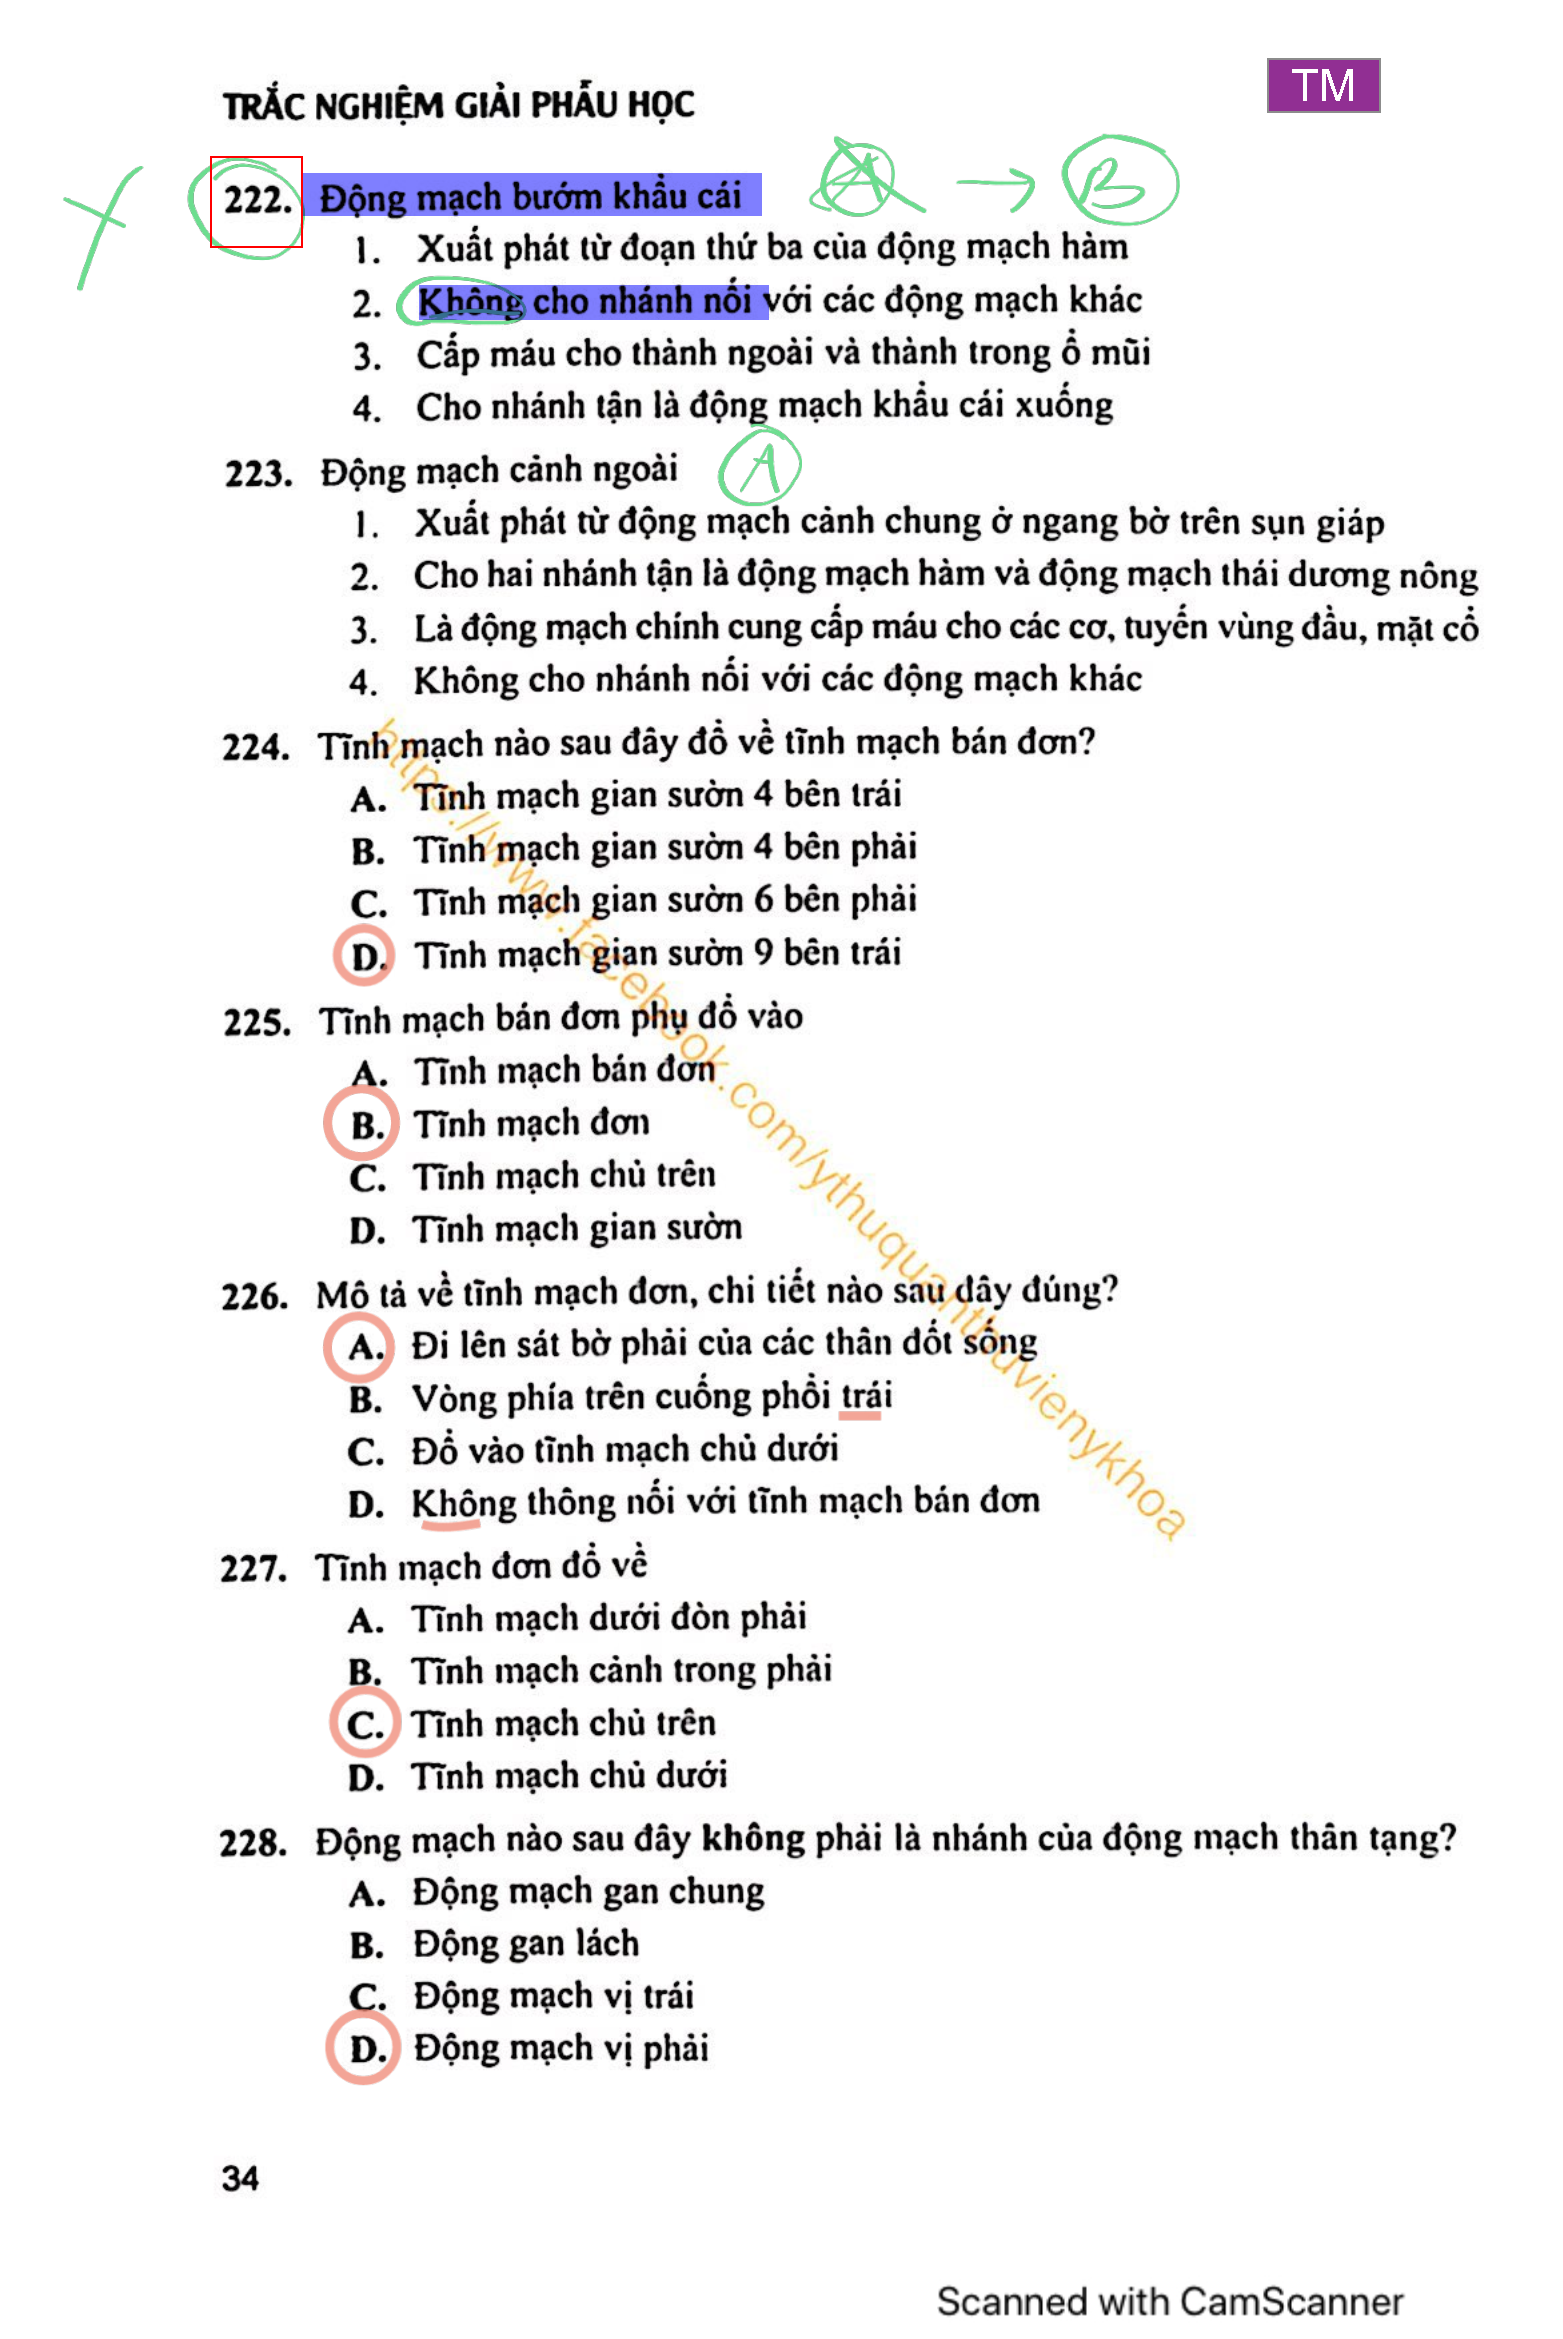 TRẮC NGHIỆM GIẢI PHẪU HỌC
TM
222. Động mạch bướm khẩu cái A → B
1. Xuất phát từ đoạn thứ ba của động mạch hàm
2. Không cho nhánh nối với các động mạch khác
3. Cấp máu cho thành ngoài và thành trong ổ mũi
4. Cho nhánh tận là động mạch khẩu cái xuống
223. Động mạch cảnh ngoài A
1. Xuất phát từ động mạch cảnh chung ở ngang bờ trên sụn giáp
2. Cho hai nhánh tận là động mạch hàm và động mạch thái dương nông
3. Là động mạch chính cung cấp máu cho các cơ, tuyến vùng đầu, mặt cổ
4. Không cho nhánh nối với các động mạch khác
224. Tĩnh mạch nào sau đây đổ về tĩnh mạch bán đơn?
A. Tĩnh mạch gian sườn 4 bên trái
B. Tĩnh mạch gian sườn 4 bên phải
C. Tĩnh mạch gian sườn 6 bên phải
D. Tĩnh mạch gian sườn 9 bên trái
225. Tĩnh mạch bán đơn phụ đổ vào
A. Tĩnh mạch bán đơn
B. Tĩnh mạch đơn
C. Tĩnh mạch chủ trên
D. Tĩnh mạch gian sườn
226. Mô tả về tĩnh mạch đơn, chi tiết nào sau đây đúng?
A. Đi lên sát bờ phải của các thân đốt sống
B. Vòng phía trên cuống phổi trái
C. Đổ vào tĩnh mạch chủ dưới
D. Không thông nối với tĩnh mạch bán đơn
227. Tĩnh mạch đơn đổ về
A. Tĩnh mạch dưới đòn phải
B. Tĩnh mạch cảnh trong phải
C. Tĩnh mạch chủ trên
D. Tĩnh mạch chủ dưới
228. Động mạch nào sau đây không phải là nhánh của động mạch thân tạng?
A. Động mạch gan chung
B. Động gan lách
C. Động mạch vị trái
D. Động mạch vị phải
https://www.facebook.com/ythuquanthuvienykhoa
34
Scanned with CamScanner